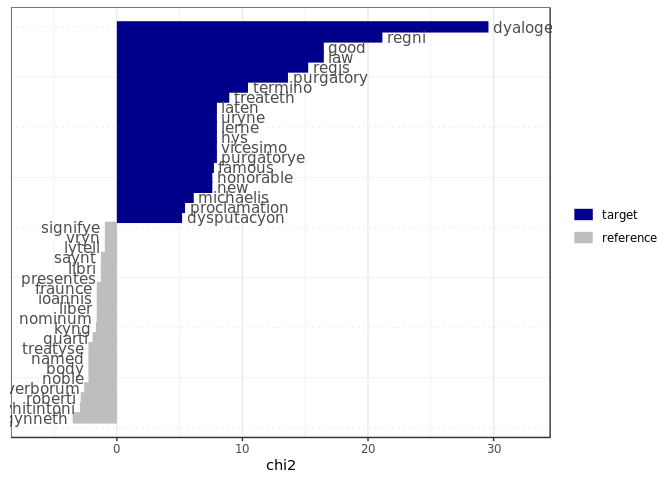 dyaloge
regni
good
law
regis
purgatory
termino
treateth
laten
uryne
lerne
hys
vicesimo
purgatorye
famous
honorable
new
michaelis
proclamation
dysputacyon
signifye
vryn
lytell
saynt
libri
presentes
fraunce
ioannis
liber
nominum
kyng
quarti
treatyse
named
body
noble
verborum
roberti
whitintoni
gynneth
0 10 20 30
chi2
target
reference